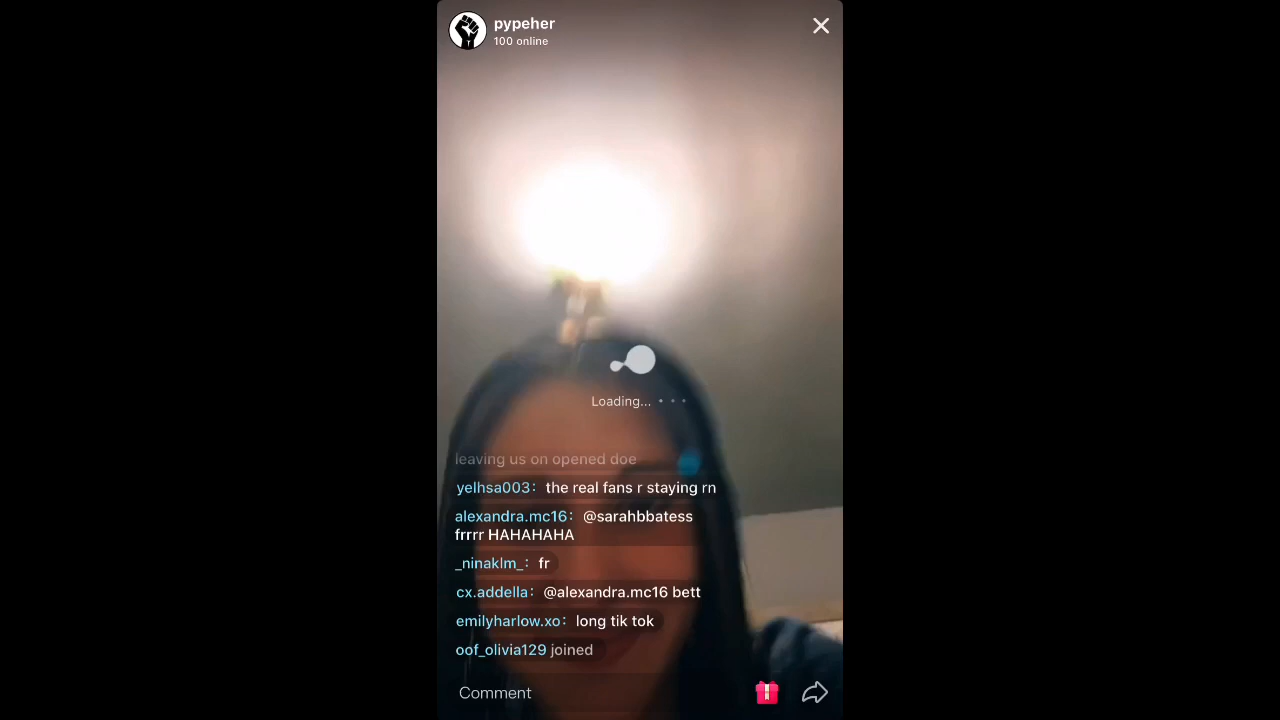 pypeher
100 online
Loading...
leaving us on opened doe
yelhsa003: the real fans r staying rn
alexandra.mc16: @sarahbbatess
frrrr HAHAHAHA
_ninaklm_: fr
cx.addella: @alexandra.mc16 bett
emilyharlow.xo: long tik tok
oof_olivia129 joined
Comment